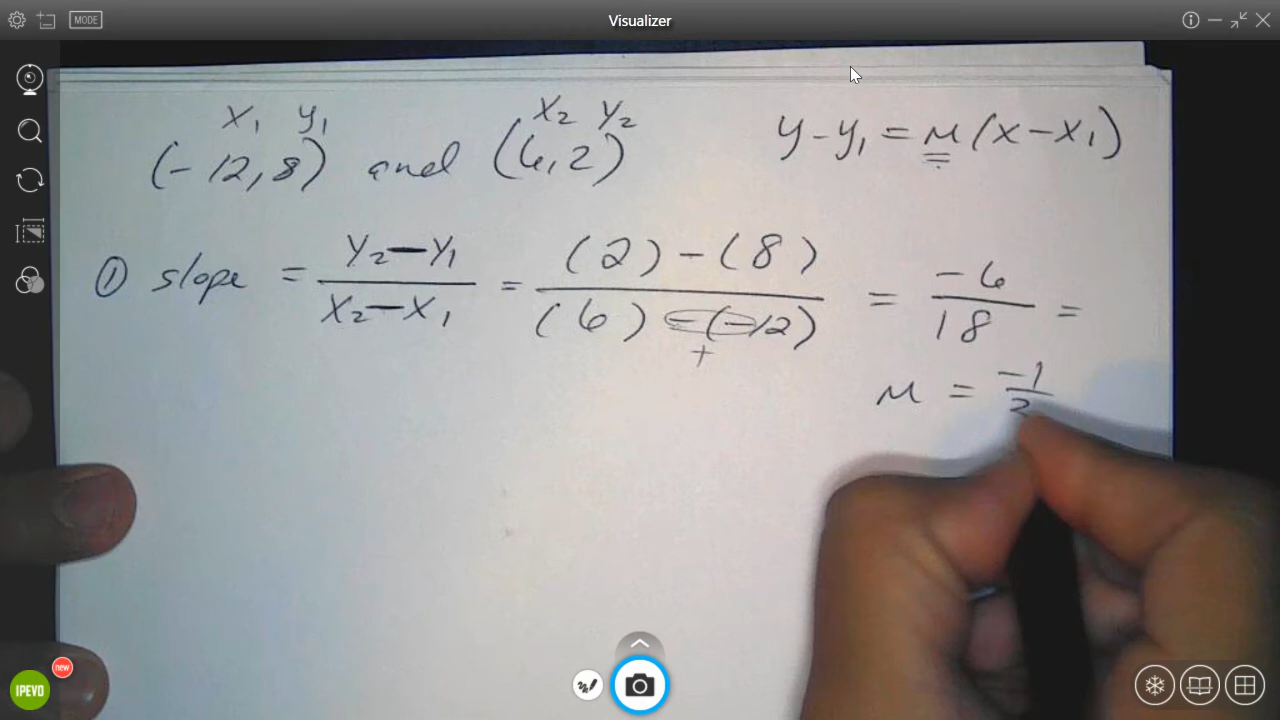 MODE
Visualizer
x₁ y₁ x₂ y₂
(-12, 8) and (6, 2) y - y₁ = m(x - x₁)
① slope = y₂ - y₁ / x₂ - x₁ = (2) - (8) / (6) - (-12) = -6 / 18 =
+
m = -1 /
new
IPEVO